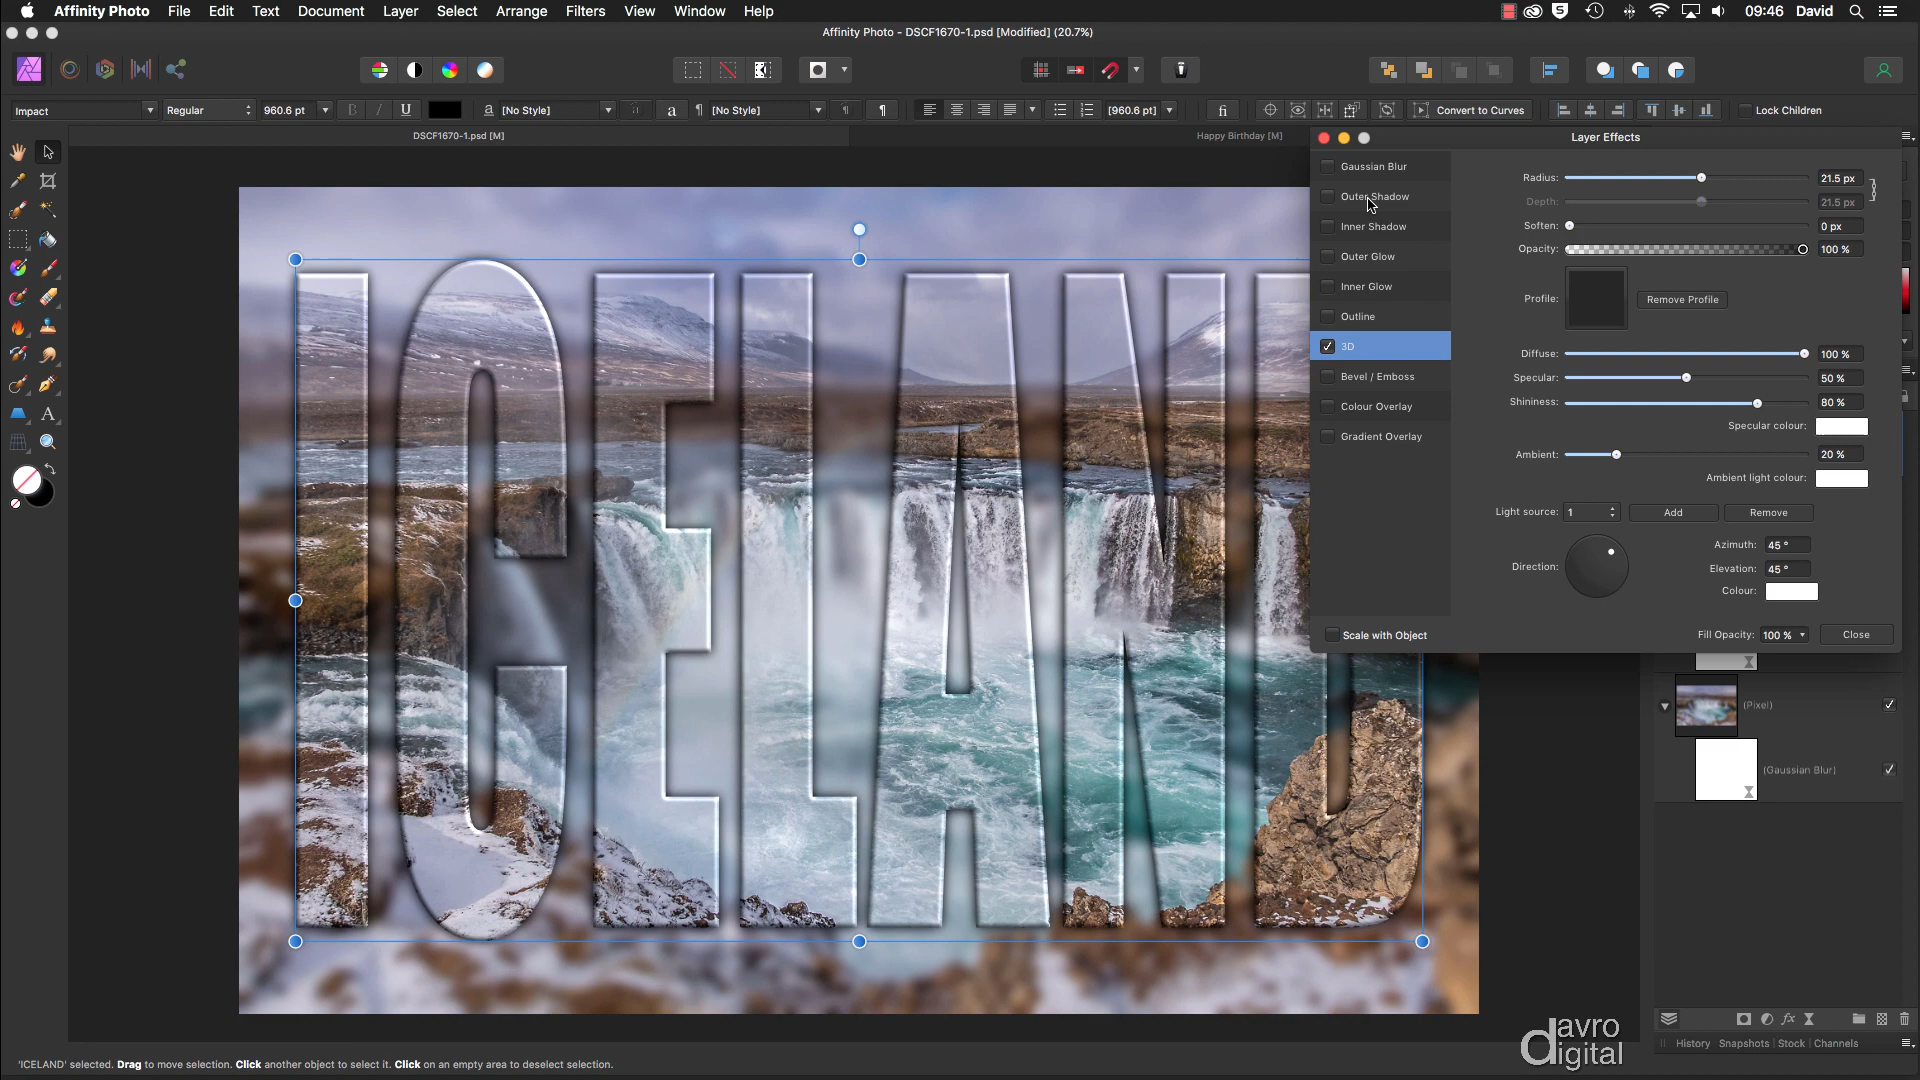 Affinity Photo File Edit Text Document Layer Select Arrange Filters View Window Help 09:46 David
Affinity Photo - DSCF1670-1.psd [Modified] (20.7%)
Impact Regular 960.6 pt B I U a [No Style] a ¶ [No Style] ¶ ¶ [960.6 pt] fi Convert to Curves Lock Children
DSCF1670-1.psd [M] Happy Birthday [M]
Layer Effects
Gaussian Blur
Outer Shadow
Inner Shadow
Outer Glow
Inner Glow
Outline
3D
Bevel / Emboss
Colour Overlay
Gradient Overlay
Scale with Object
Radius: 21.5 px
Depth: 21.5 px
Soften: 0 px
Opacity: 100 %
Profile: Remove Profile
Diffuse: 100 %
Specular: 50 %
Shininess: 80 %
Specular colour:
Ambient: 20 %
Ambient light colour:
Light source: 1 Add Remove
Direction:
Azimuth: 45 °
Elevation: 45 °
Colour:
Fill Opacity: 100 % Close
ICELAND
(Pixel)
(Gaussian Blur)
fx
History Snapshots Stock Channels
davro
digital
'ICELAND' selected. Drag to move selection. Click another object to select it. Click on an empty area to deselect selection.